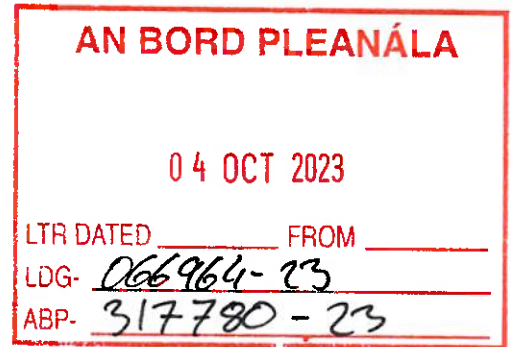 AN BORD PLEANÁLA
04 OCT 2023
LTR DATED ________ FROM ________
LDG- 066964-23
ABP- 317780-23